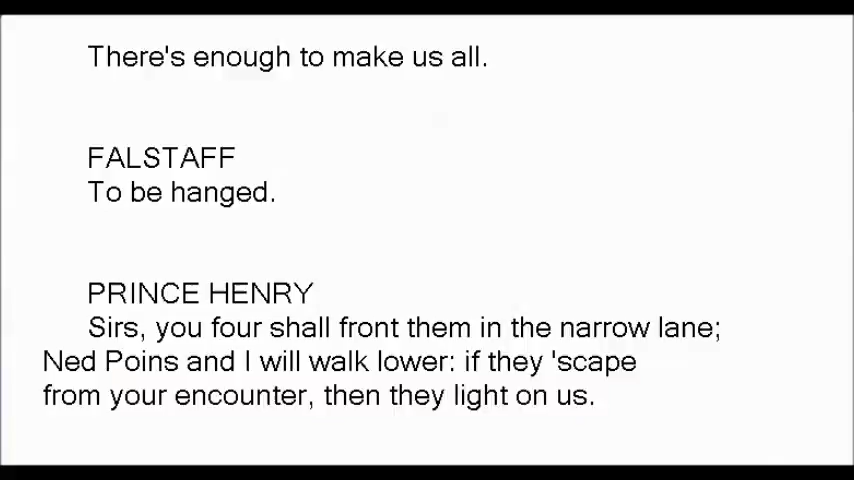 There's enough to make us all.
FALSTAFF
To be hanged.
PRINCE HENRY
Sirs, you four shall front them in the narrow lane;
Ned Poins and I will walk lower: if they 'scape
from your encounter, then they light on us.